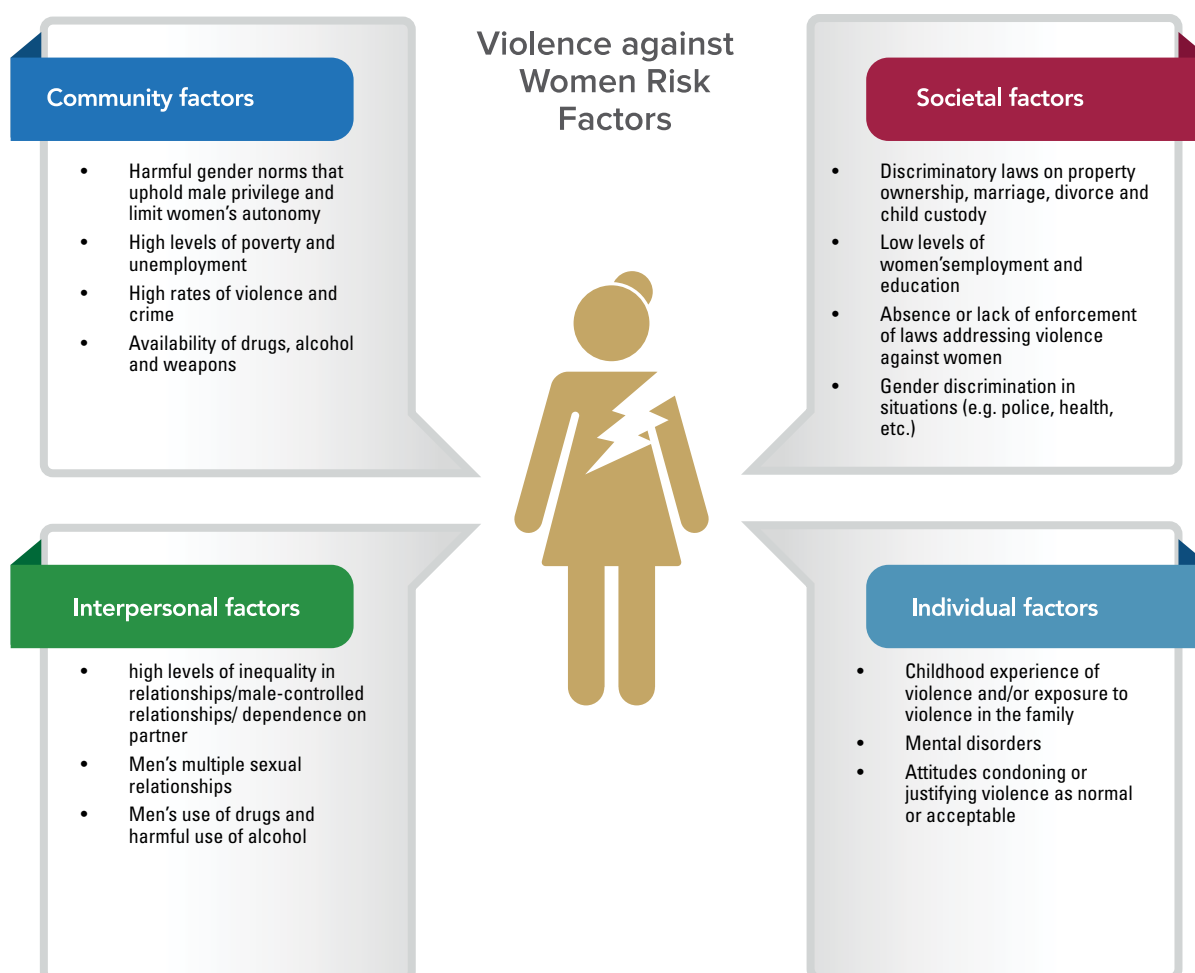 Violence against
Women Risk
Factors
Community factors
• Harmful gender norms that
uphold male privilege and
limit women’s autonomy
• High levels of poverty and
unemployment
• High rates of violence and
crime
• Availability of drugs, alcohol
and weapons
Societal factors
• Discriminatory laws on property
ownership, marriage, divorce and
child custody
• Low levels of
women’semployment and
education
• Absence or lack of enforcement
of laws addressing violence
against women
• Gender discrimination in
situations (e.g. police, health,
etc.)
Interpersonal factors
• high levels of inequality in
relationships/male-controlled
relationships/ dependence on
partner
• Men’s multiple sexual
relationships
• Men’s use of drugs and
harmful use of alcohol
Individual factors
• Childhood experience of
violence and/or exposure to
violence in the family
• Mental disorders
• Attitudes condoning or
justifying violence as normal
or acceptable